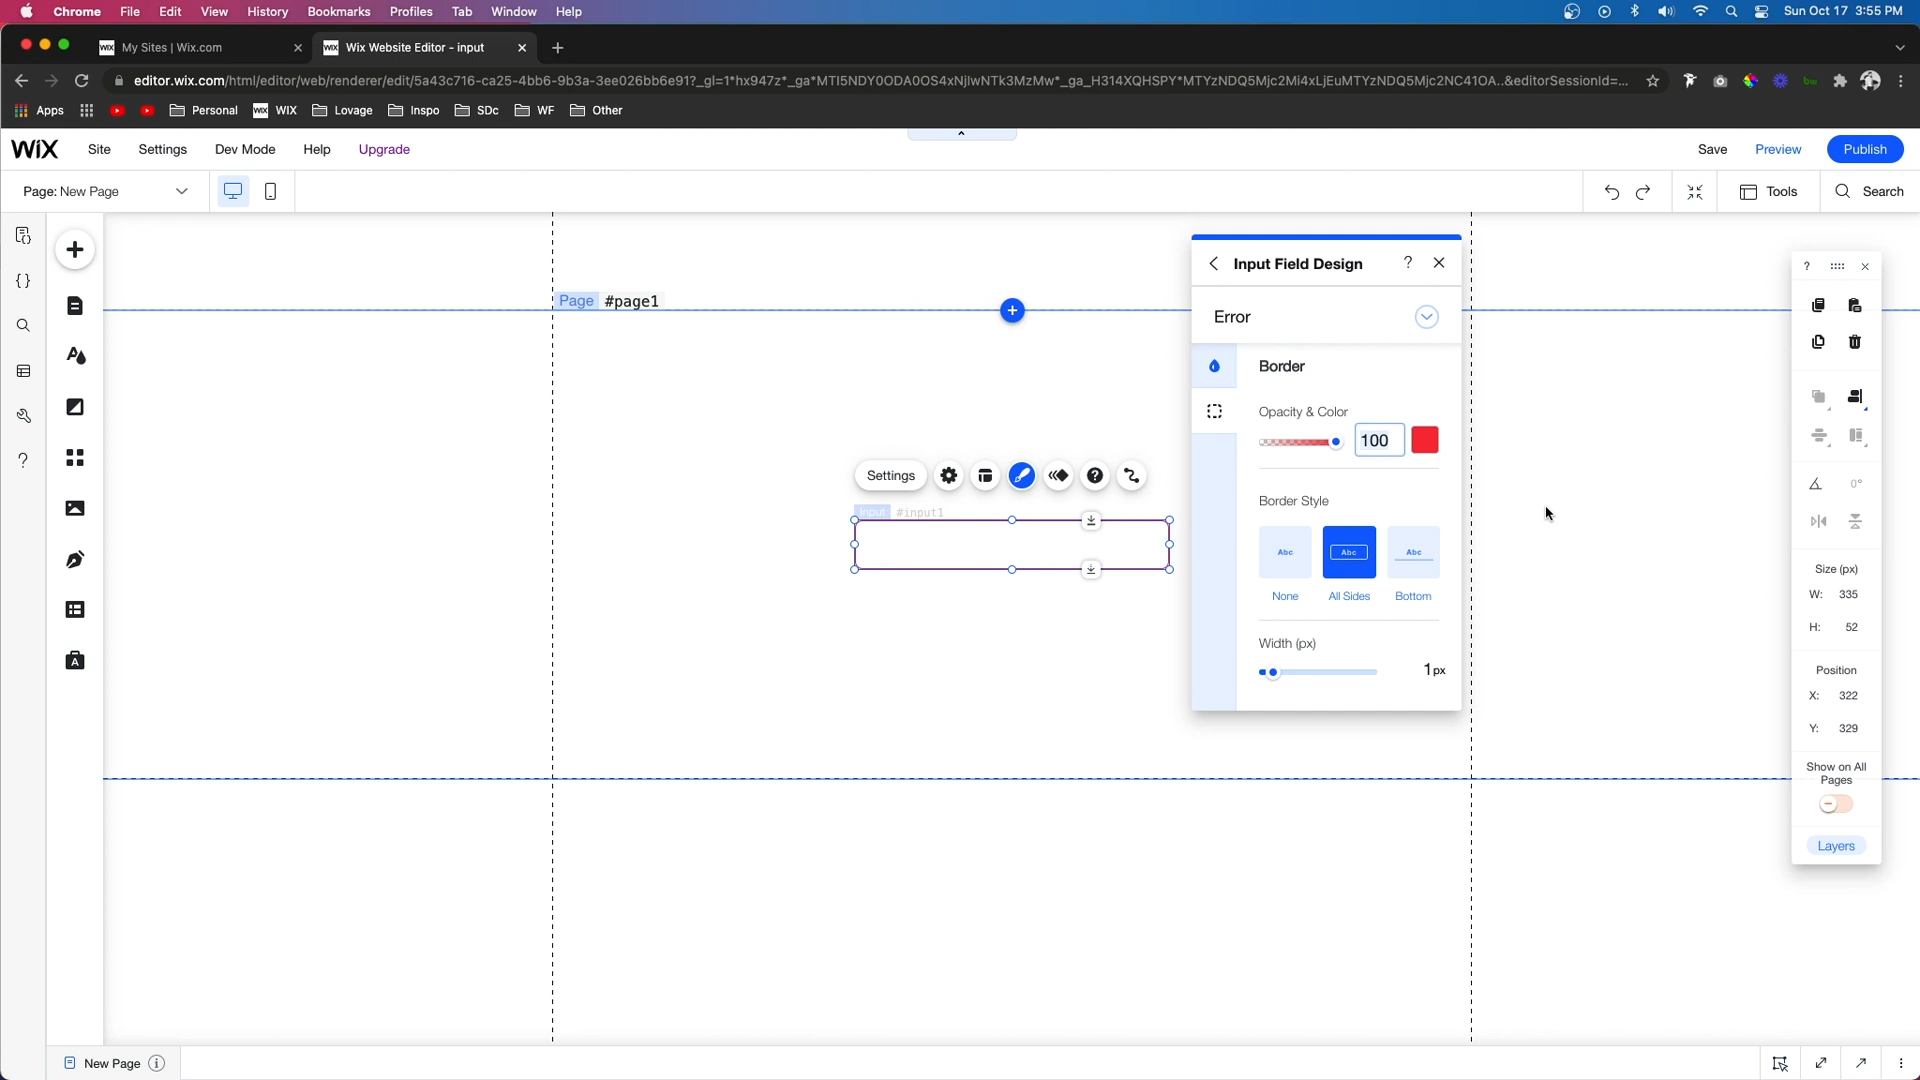 Chrome File Edit View History Bookmarks Profiles Tab Window Help Sun Oct 17 3:55 PM
WIX My Sites | Wix.com WIX Wix Website Editor - input
editor.wix.com/html/editor/web/renderer/edit/5a43c716-ca25-4bb6-9b3a-3ee026bb6e91?_gl=1*hx947z*_ga*MTI5NDY0ODA0OS4xNjIwNTk3MzMw*_ga_H314XQHSPY*MTYzNDQ5Mjc2Mi4xLjEuMTYzNDQ5Mjc2NC41OA..&editorSessionId=...
Apps Personal WIX WIX Lovage Inspo SDc WF Other
WIX Site Settings Dev Mode Help Upgrade Save Preview Publish
Page: New Page Tools Search
Input Field Design ?
Page #page1
Error
Border
Opacity & Color
100
Settings
Input #input1
Border Style
Abc Abc Abc
None All Sides Bottom
Width (px)
1px
0°
Size (px)
W: 335
H: 52
Position
X: 322
Y: 329
Show on All
Pages
Layers
New Page